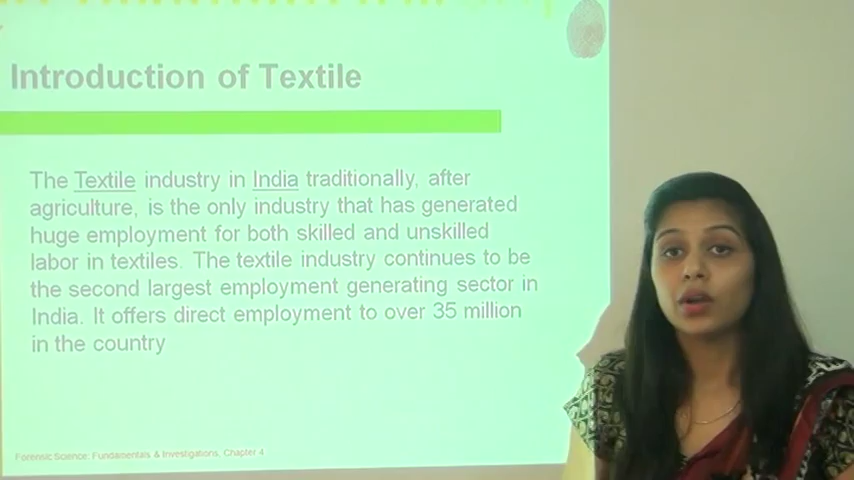 Introduction of Textile
The Textile industry in India traditionally, after
agriculture, is the only industry that has generated
huge employment for both skilled and unskilled
labor in textiles. The textile industry continues to be
the second largest employment generating sector in
India. It offers direct employment to over 35 million
in the country
Forensic Science: Fundamentals & Investigations, Chapter 4